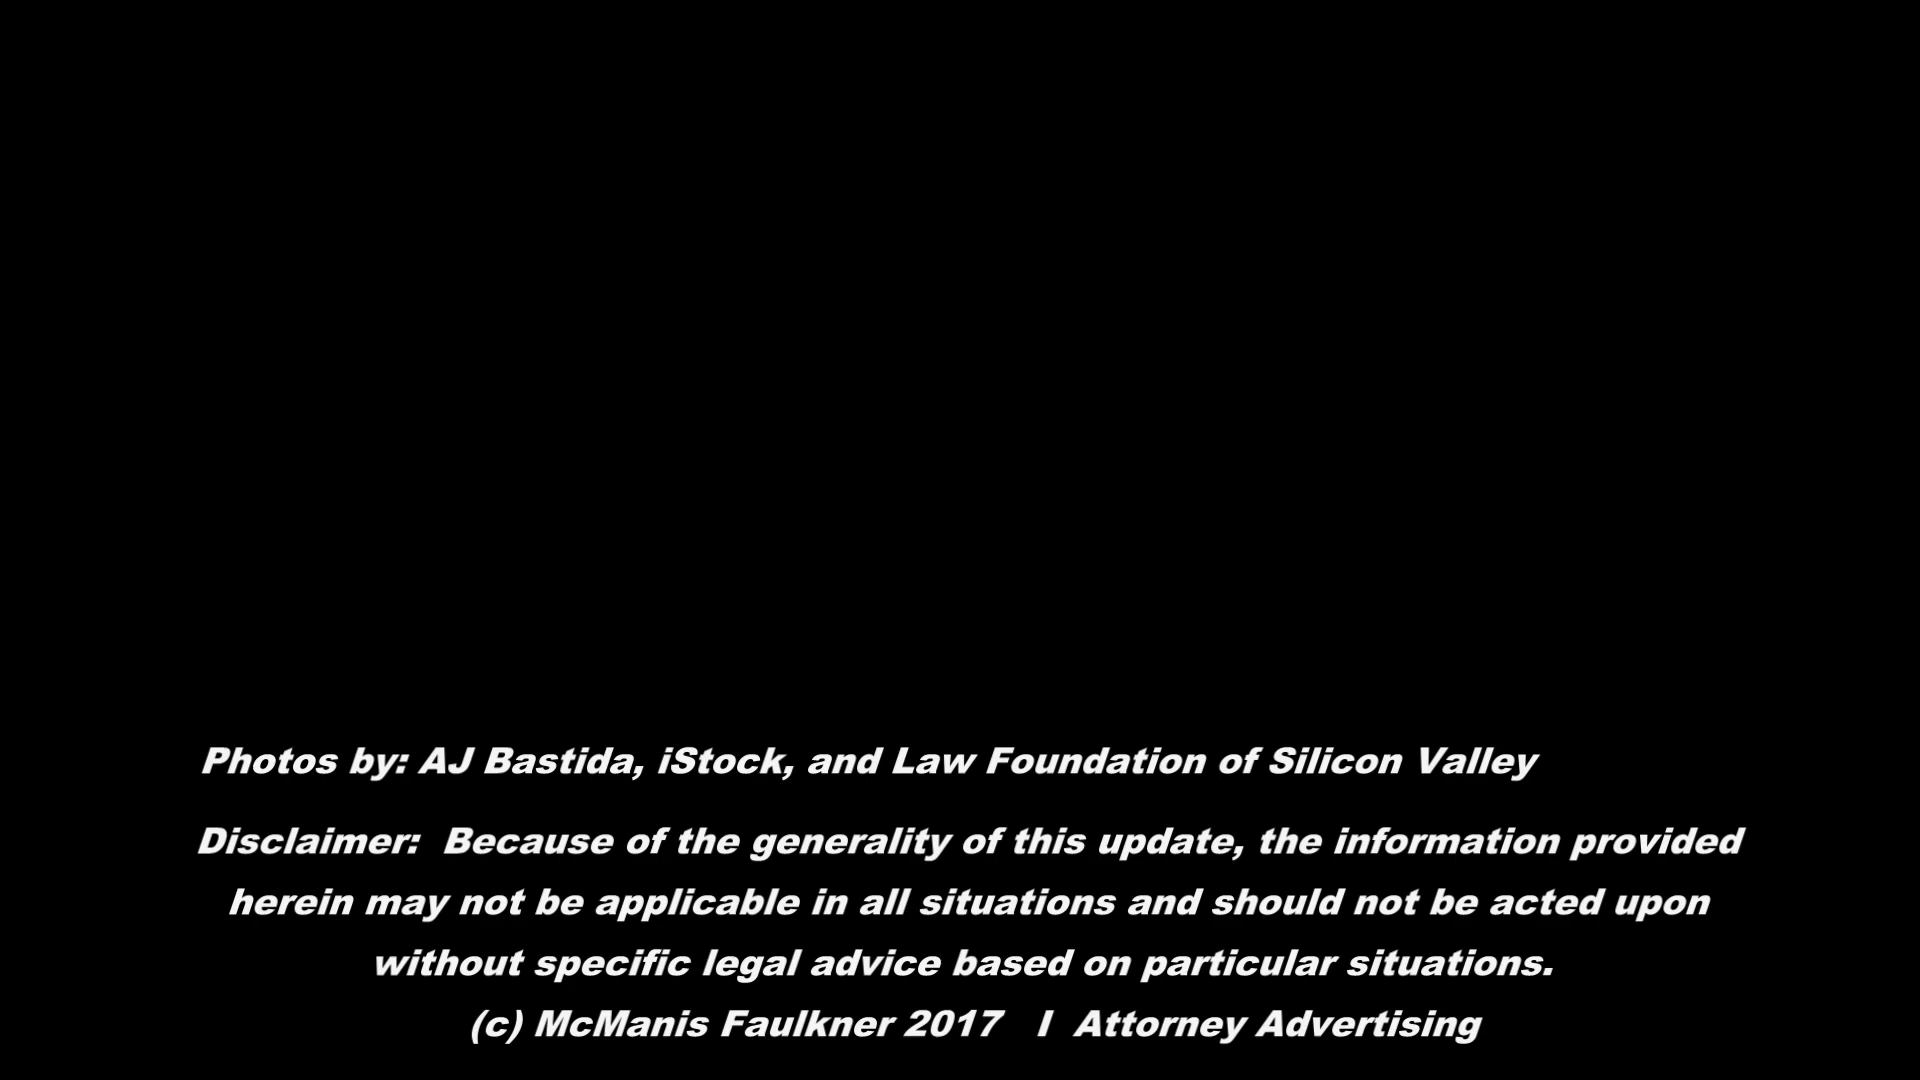 Photos by: AJ Bastida, iStock, and Law Foundation of Silicon Valley
Disclaimer:  Because of the generality of this update, the information provided
herein may not be applicable in all situations and should not be acted upon
without specific legal advice based on particular situations.
(c) McManis Faulkner 2017   I  Attorney Advertising